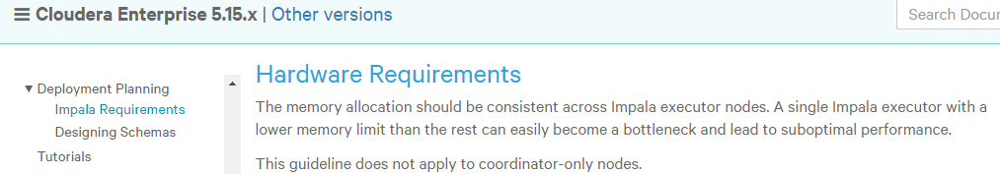 Cloudera Enterprise 5.15.x | Other versions
Search Docu
Deployment Planning
Impala Requirements
Designing Schemas
Tutorials
Hardware Requirements
The memory allocation should be consistent across Impala executor nodes. A single Impala executor with a
lower memory limit than the rest can easily become a bottleneck and lead to suboptimal performance.
This guideline does not apply to coordinator-only nodes.